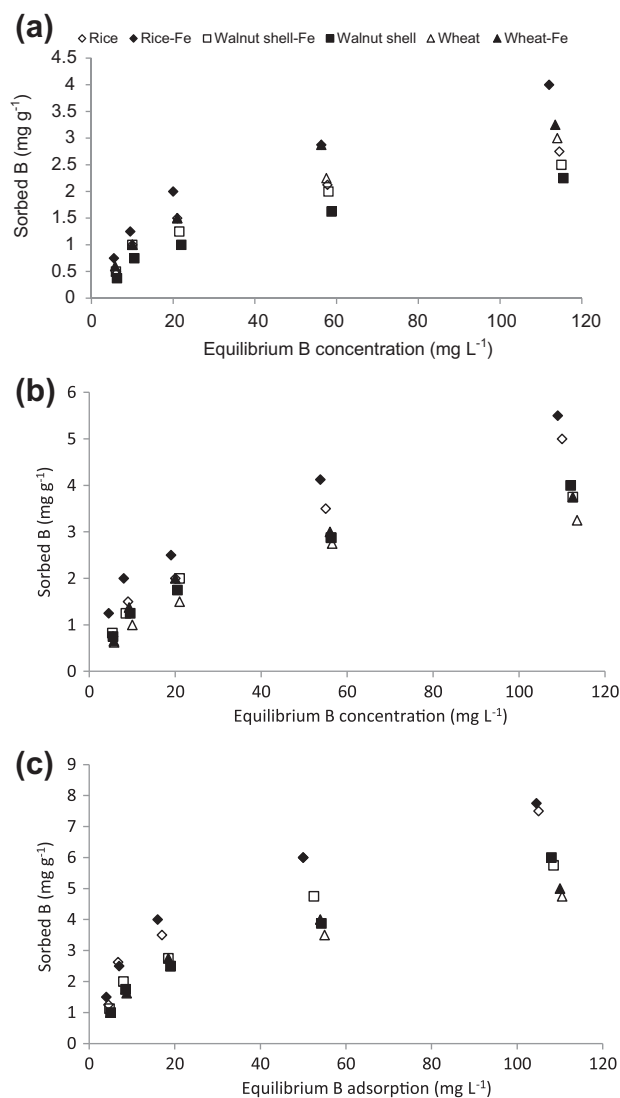 (a)
◇Rice ◆Rice-Fe □Walnut shell-Fe ■Walnut shell △Wheat ▲Wheat-Fe
4.5
4
3.5
3
2.5
2
1.5
1
0.5
0
Sorbed B (mg g⁻¹)
0 20 40 60 80 100 120
Equilibrium B concentration (mg L⁻¹)
(b)
6
5
4
3
2
1
0
Sorbed B (mg g⁻¹)
0 20 40 60 80 100 120
Equilibrium B concentration (mg L⁻¹)
(c)
9
8
7
6
5
4
3
2
1
0
Sorbed B (mg g⁻¹)
0 20 40 60 80 100 120
Equilibrium B adsorption (mg L⁻¹)